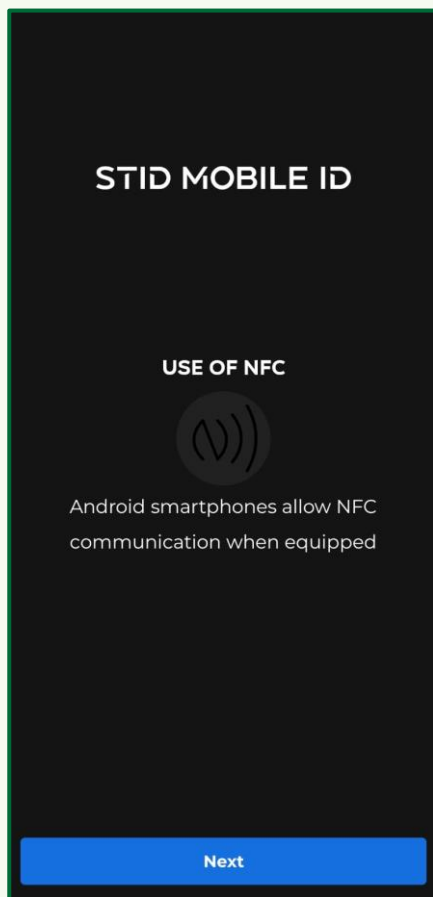 STID MOBILE ID
USE OF NFC
Android smartphones allow NFC
communication when equipped
Next